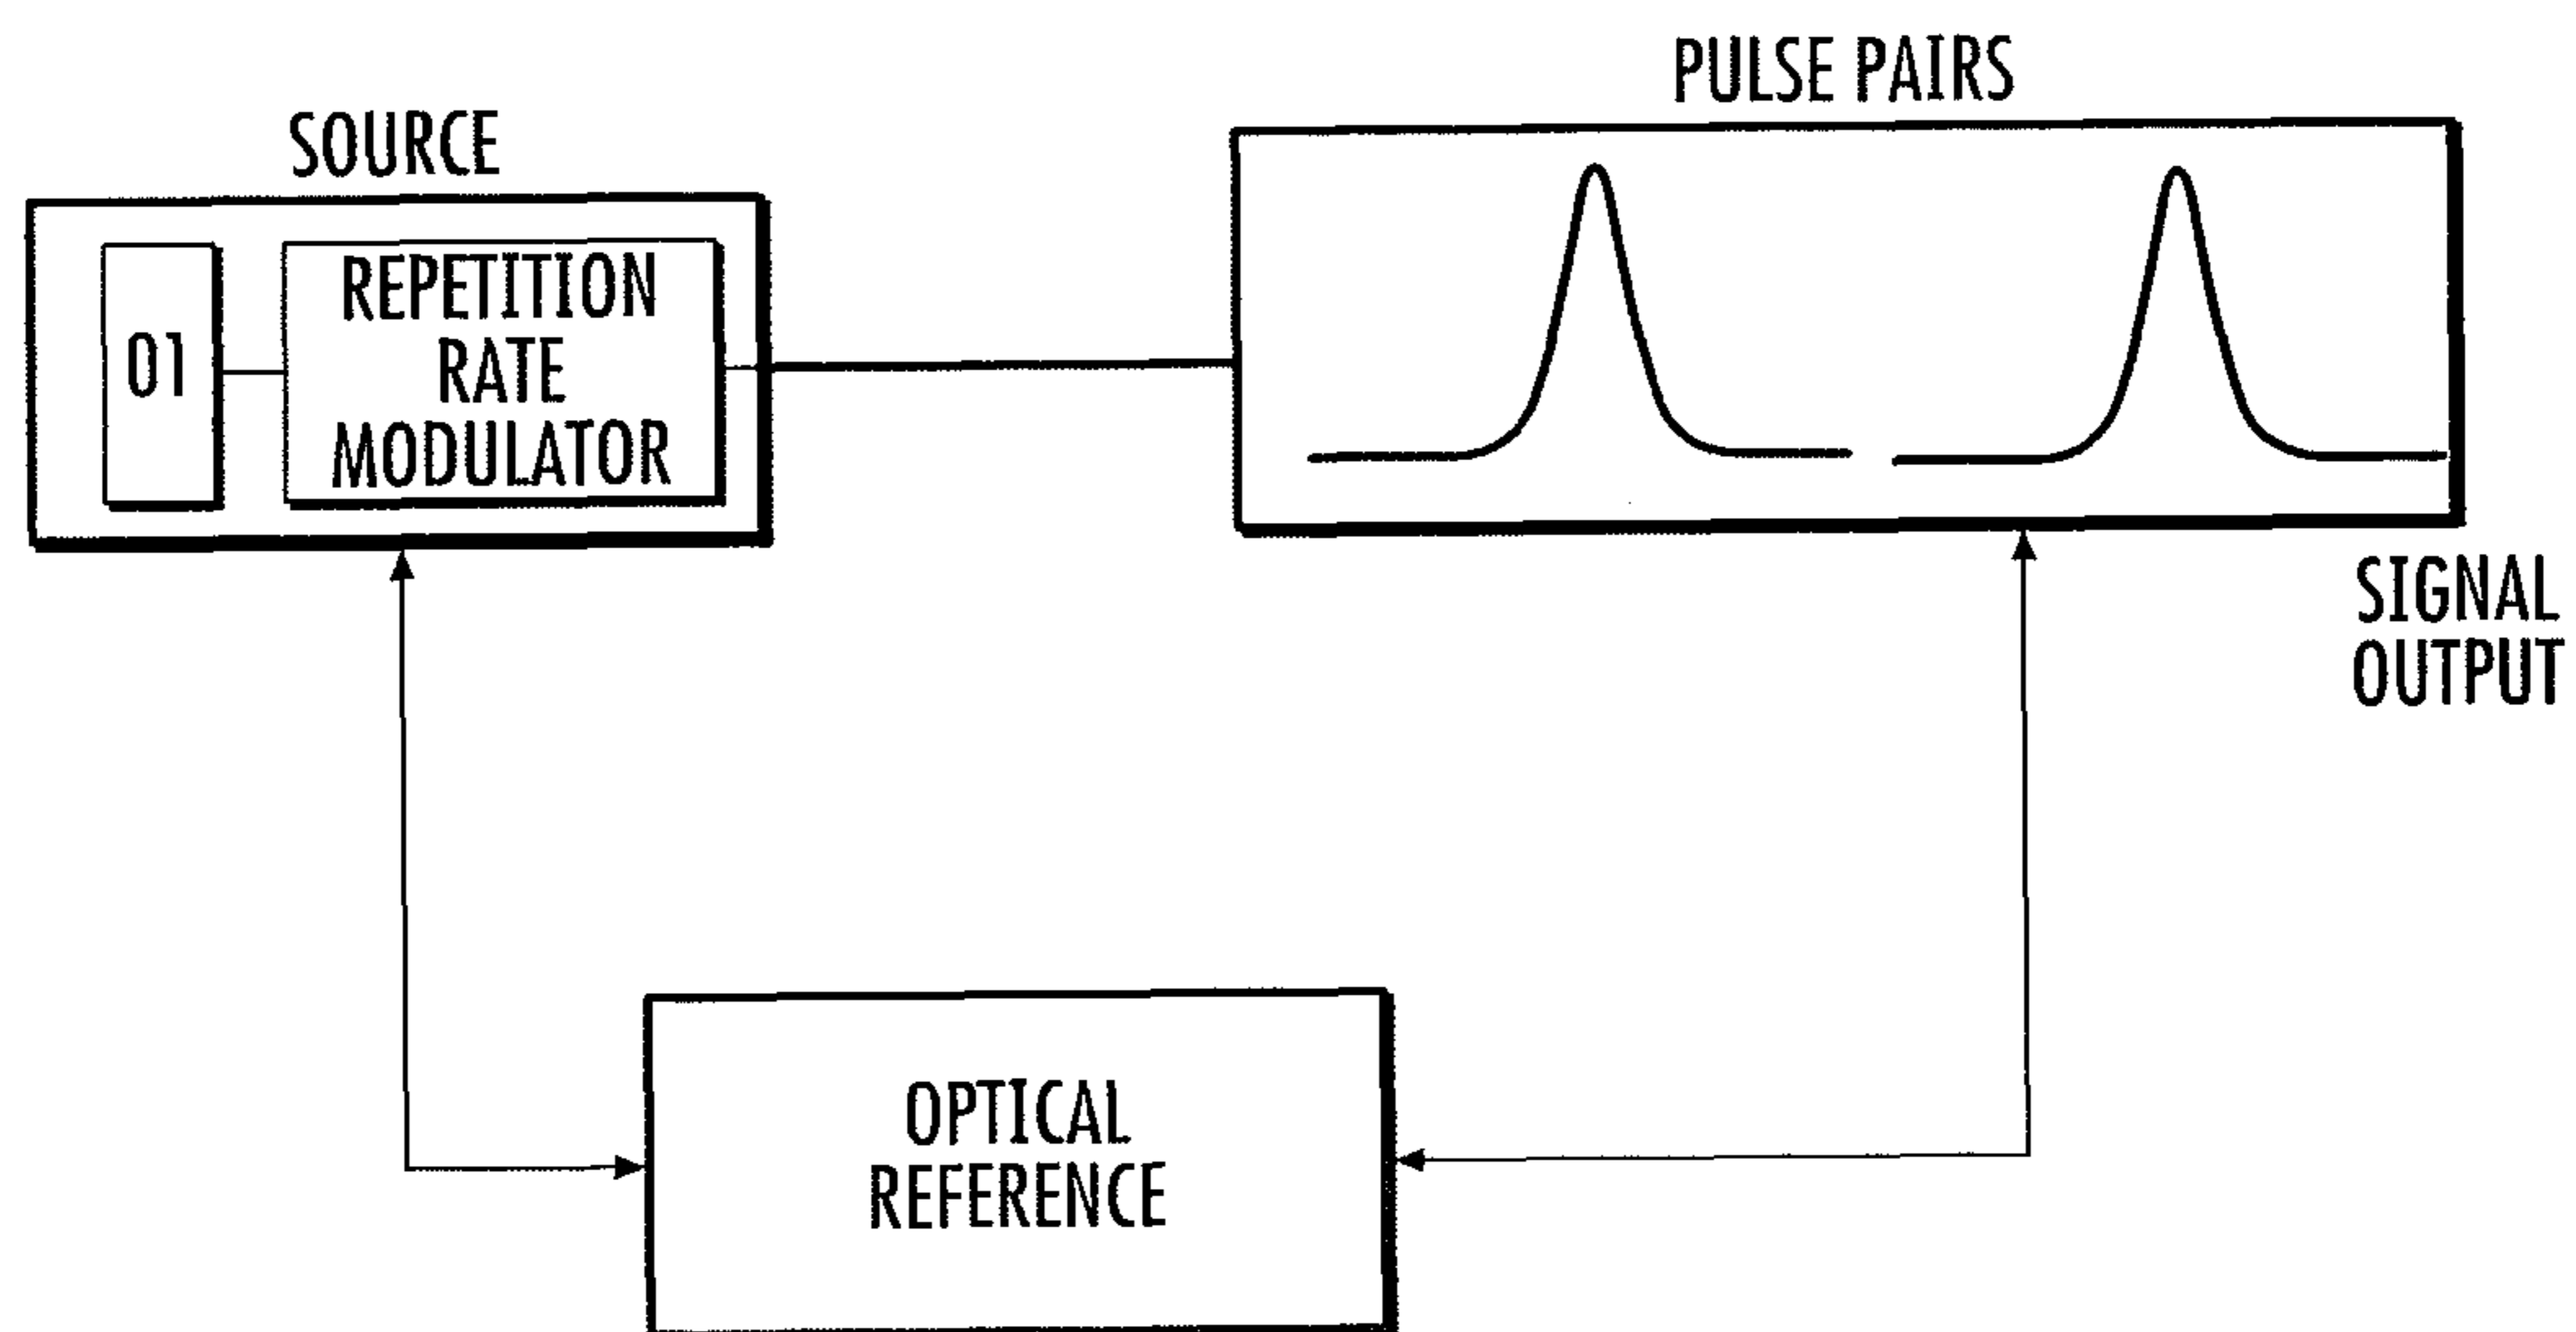 PULSE PAIRS
SOURCE
01
REPETITION
RATE
MODULATOR
SIGNAL
OUTPUT
OPTICAL
REFERENCE